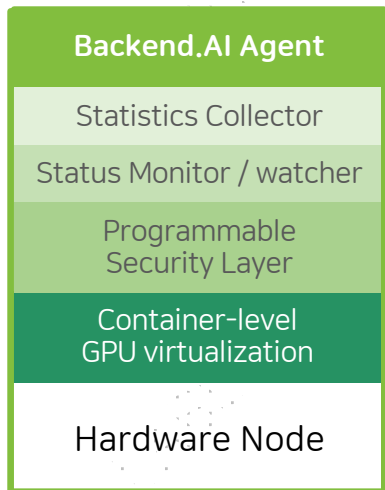 Backend.AI Agent
Statistics Collector
Status Monitor / watcher
Programmable
Security Layer
Container-level
GPU virtualization
Hardware Node